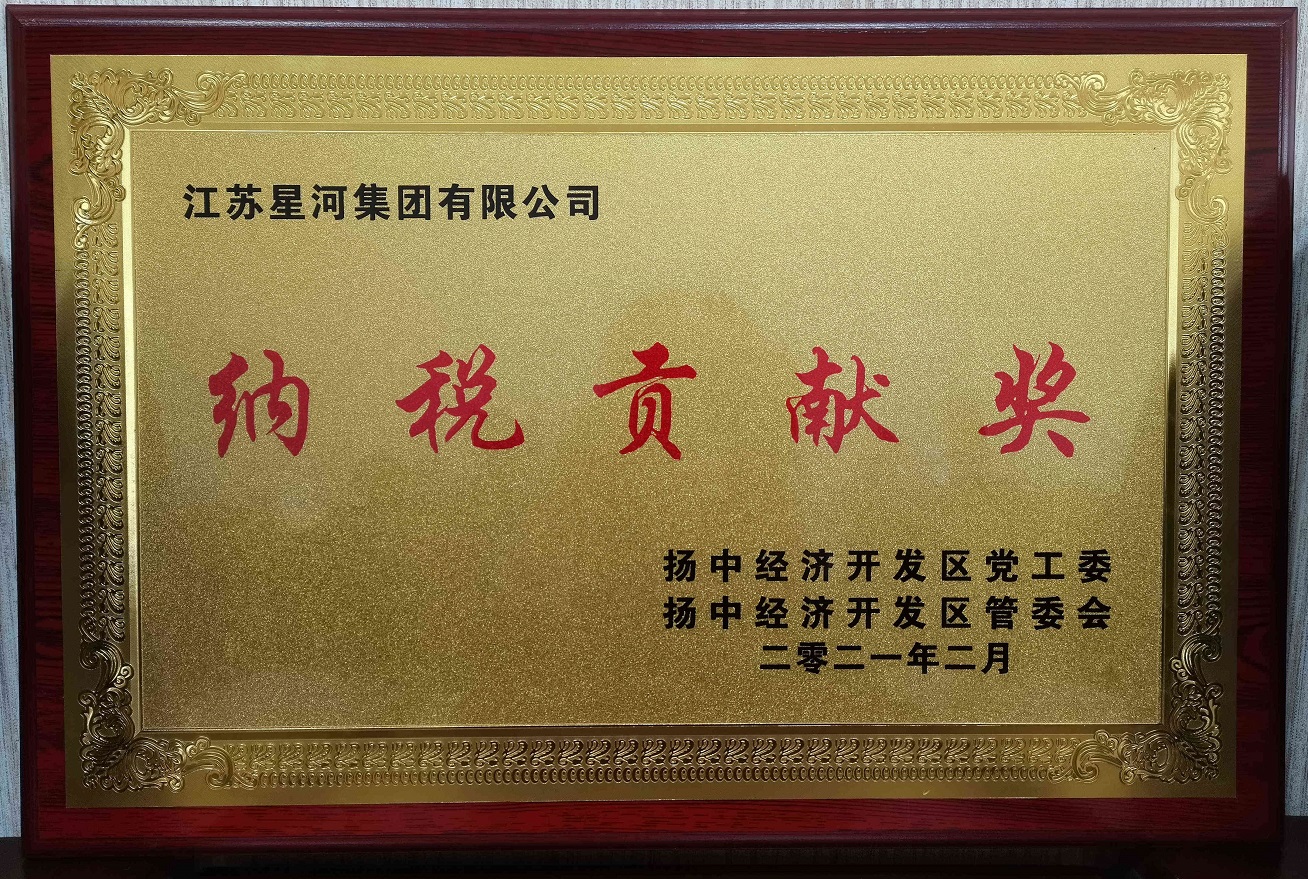 江苏星河集团有限公司
纳税贡献奖
扬中经济开发区党工委
扬中经济开发区管委会
二零二一年二月